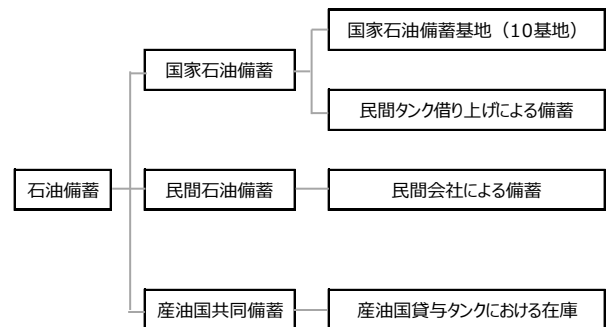 国家石油備蓄基地（10基地）
国家石油備蓄
民間タンク借り上げによる備蓄
石油備蓄
民間石油備蓄
民間会社による備蓄
産油国共同備蓄
産油国貸与タンクにおける在庫